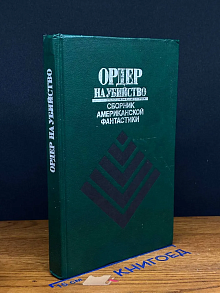 ОРДЕР
НА УБИЙСТВО
СБОРНИК
АМЕРИКАНСКОЙ
ФАНТАСТИКИ
ОРДЕР НА УБИЙСТВО
КНИГОЕД